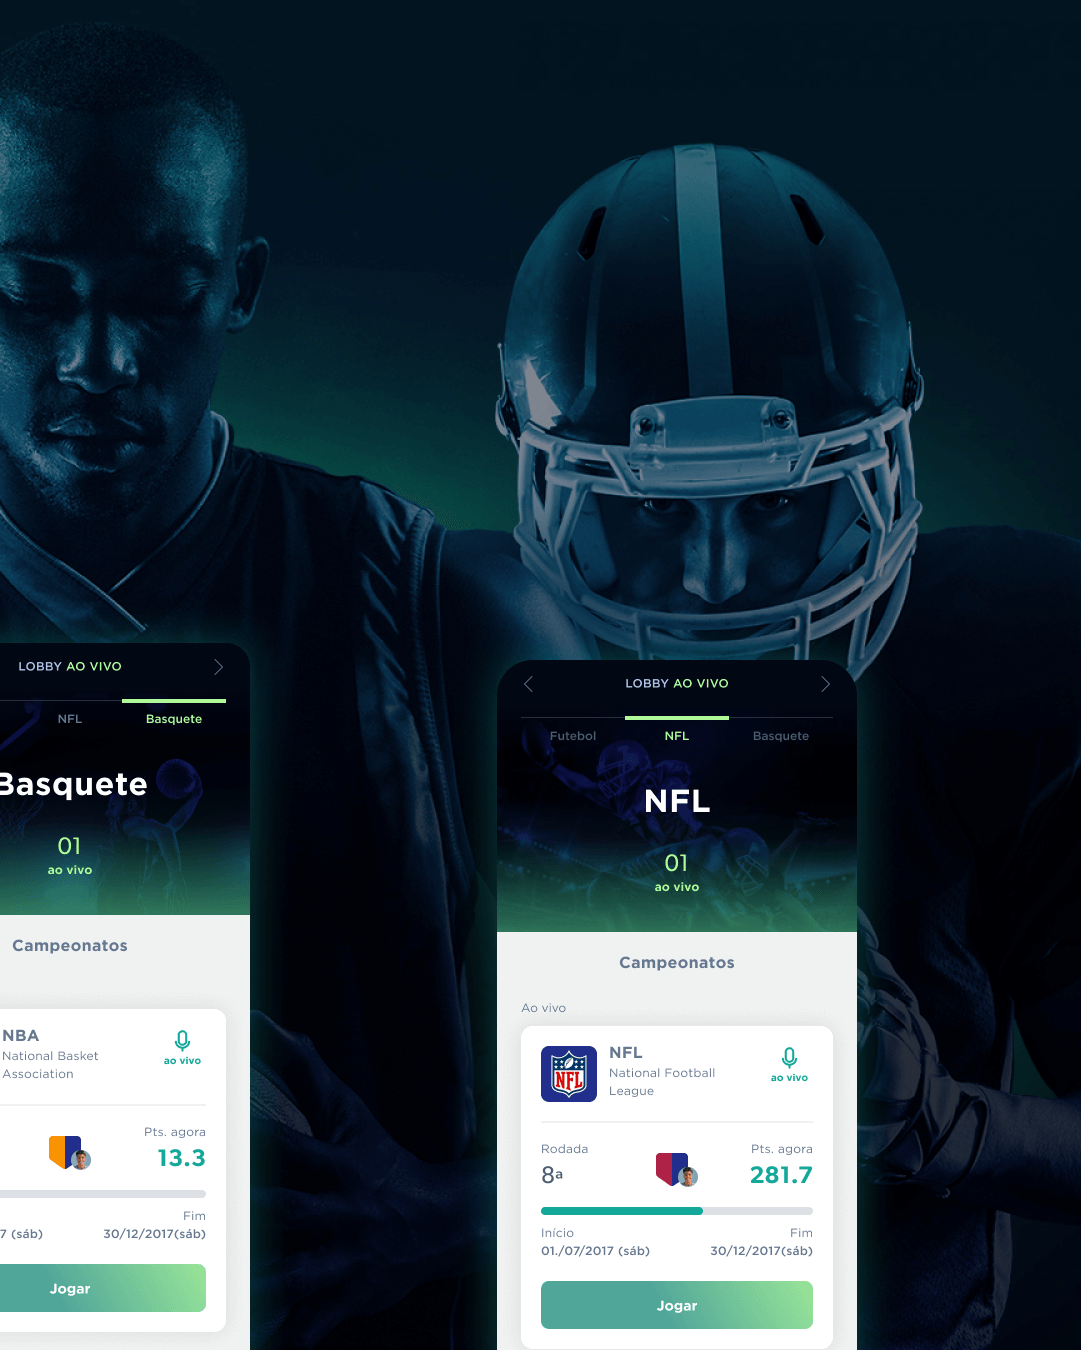 LOBBY AO VIVO
NFL
Basquete
Basquete
01
ao vivo
Campeonatos
NBA
National Basket
Association
ao vivo
Pts. agora
13.3
Fim
7 (sáb)
30/12/2017(sáb)
Jogar
LOBBY AO VIVO
Futebol
NFL
Basquete
NFL
01
ao vivo
Campeonatos
Ao vivo
NFL
NFL
National Football
League
ao vivo
Rodada
8ª
Pts. agora
281.7
Início
Fim
01./07/2017 (sáb)
30/12/2017(sáb)
Jogar